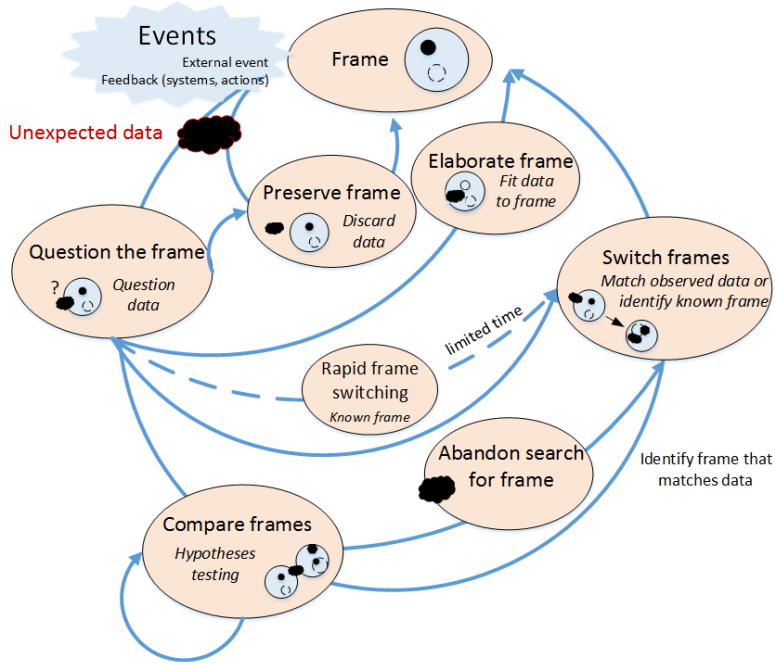 Events
External event
Feedback (systems, actions)
Frame
Unexpected data
Elaborate frame
Fit data
to frame
Preserve frame
Discard
data
Question the frame
?
Question
data
Switch frames
Match observed data or
identify known frame
limited time
Rapid frame
switching
Known frame
Abandon search
for frame
Identify frame that
matches data
Compare frames
Hypotheses
testing